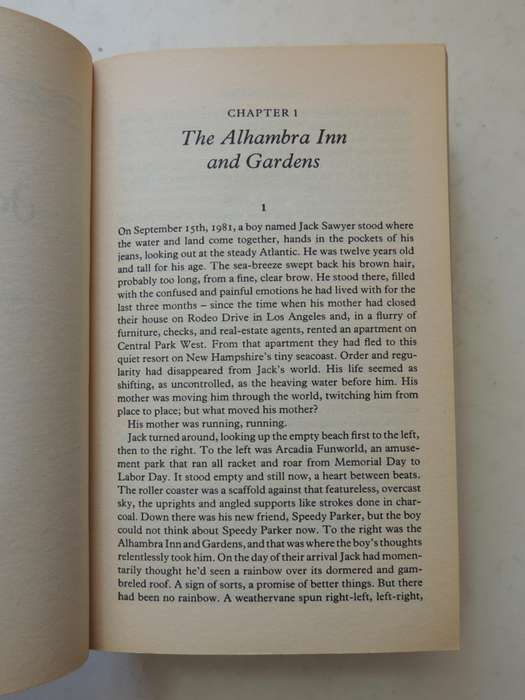 CHAPTER 1
The Alhambra Inn
and Gardens
1
On September 15th, 1981, a boy named Jack Sawyer stood where
the water and land come together, hands in the pockets of his
jeans, looking out at the steady Atlantic. He was twelve years old
and tall for his age. The sea-breeze swept back his brown hair,
probably too long, from a fine, clear brow. He stood there, filled
with the confused and painful emotions he had lived with for the
last three months – since the time when his mother had closed
their house on Rodeo Drive in Los Angeles and, in a flurry of
furniture, checks, and real-estate agents, rented an apartment on
Central Park West. From that apartment they had fled to this
quiet resort on New Hampshire's tiny seacoast. Order and regu-
larity had disappeared from Jack's world. His life seemed as
shifting, as uncontrolled, as the heaving water before him. His
mother was moving him through the world, twitching him from
place to place; but what moved his mother?
His mother was running, running.
Jack turned around, looking up the empty beach first to the left,
then to the right. To the left was Arcadia Funworld, an amuse-
ment park that ran all racket and roar from Memorial Day to
Labor Day. It stood empty and still now, a heart between beats.
The roller coaster was a scaffold against that featureless, overcast
sky, the uprights and angled supports like strokes done in char-
coal. Down there was his new friend, Speedy Parker, but the boy
could not think about Speedy Parker now. To the right was the
Alhambra Inn and Gardens, and that was where the boy's thoughts
relentlessly took him. On the day of their arrival Jack had momen-
tarily thought he'd seen a rainbow over its dormered and gam-
breled roof. A sign of sorts, a promise of better things. But there
had been no rainbow. A weathervane spun right-left, left-right,